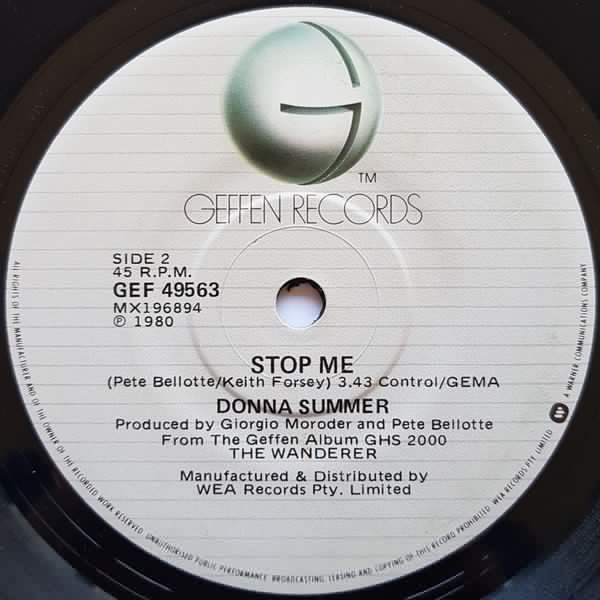 TM
GEFFEN RECORDS
SIDE 2
45 R.P.M.
GEF 49563
MX196894
℗ 1980
STOP ME
(Pete Bellotte/Keith Forsey) 3.43 Control/GEMA
DONNA SUMMER
Produced by Giorgio Moroder and Pete Bellotte
From The Geffen Album GHS 2000
THE WANDERER
Manufactured & Distributed by
WEA Records Pty. Limited
ALL RIGHTS OF THE MANUFACTURER AND OF THE OWNER OF THE RECORDED WORK RESERVED. UNAUTHORISED PUBLIC PERFORMANCE BROADCASTING LEASING AND COPYING OF THIS RECORD PROHIBITED. WEA RECORDS PTY. LIMITED
A WARNER COMMUNICATIONS COMPANY